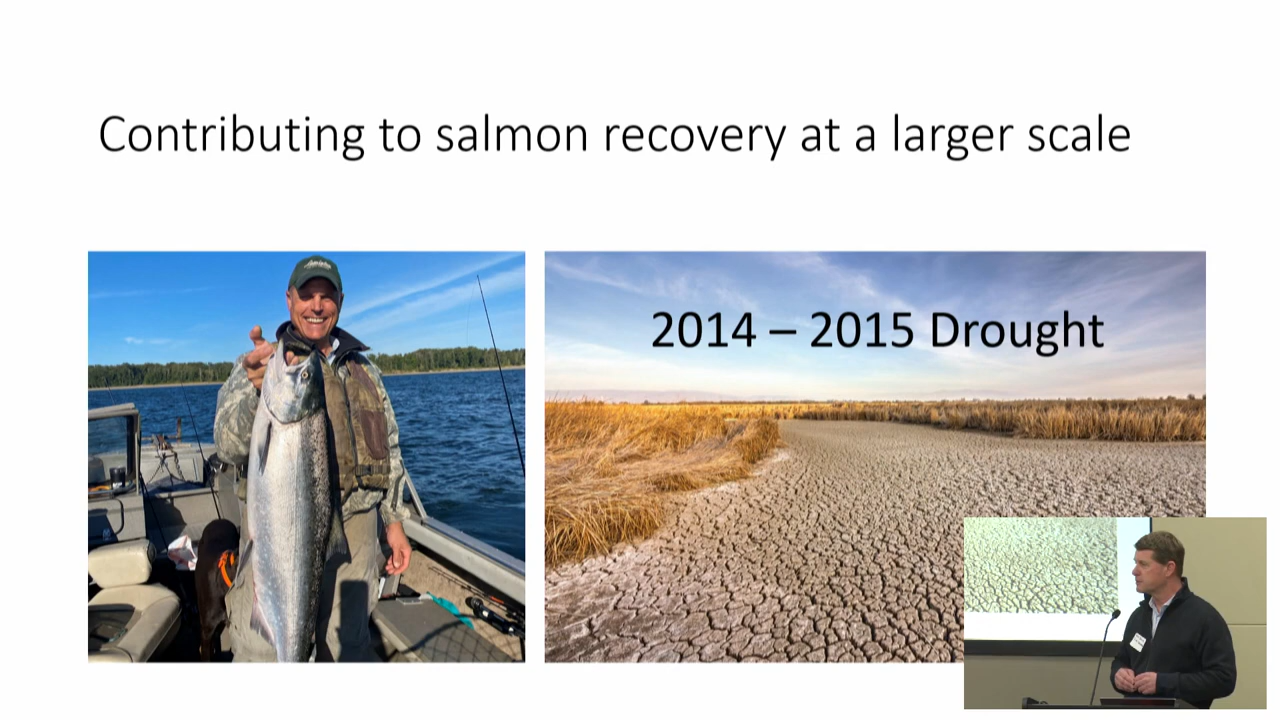 Contributing to salmon recovery at a larger scale
2014 – 2015 Drought